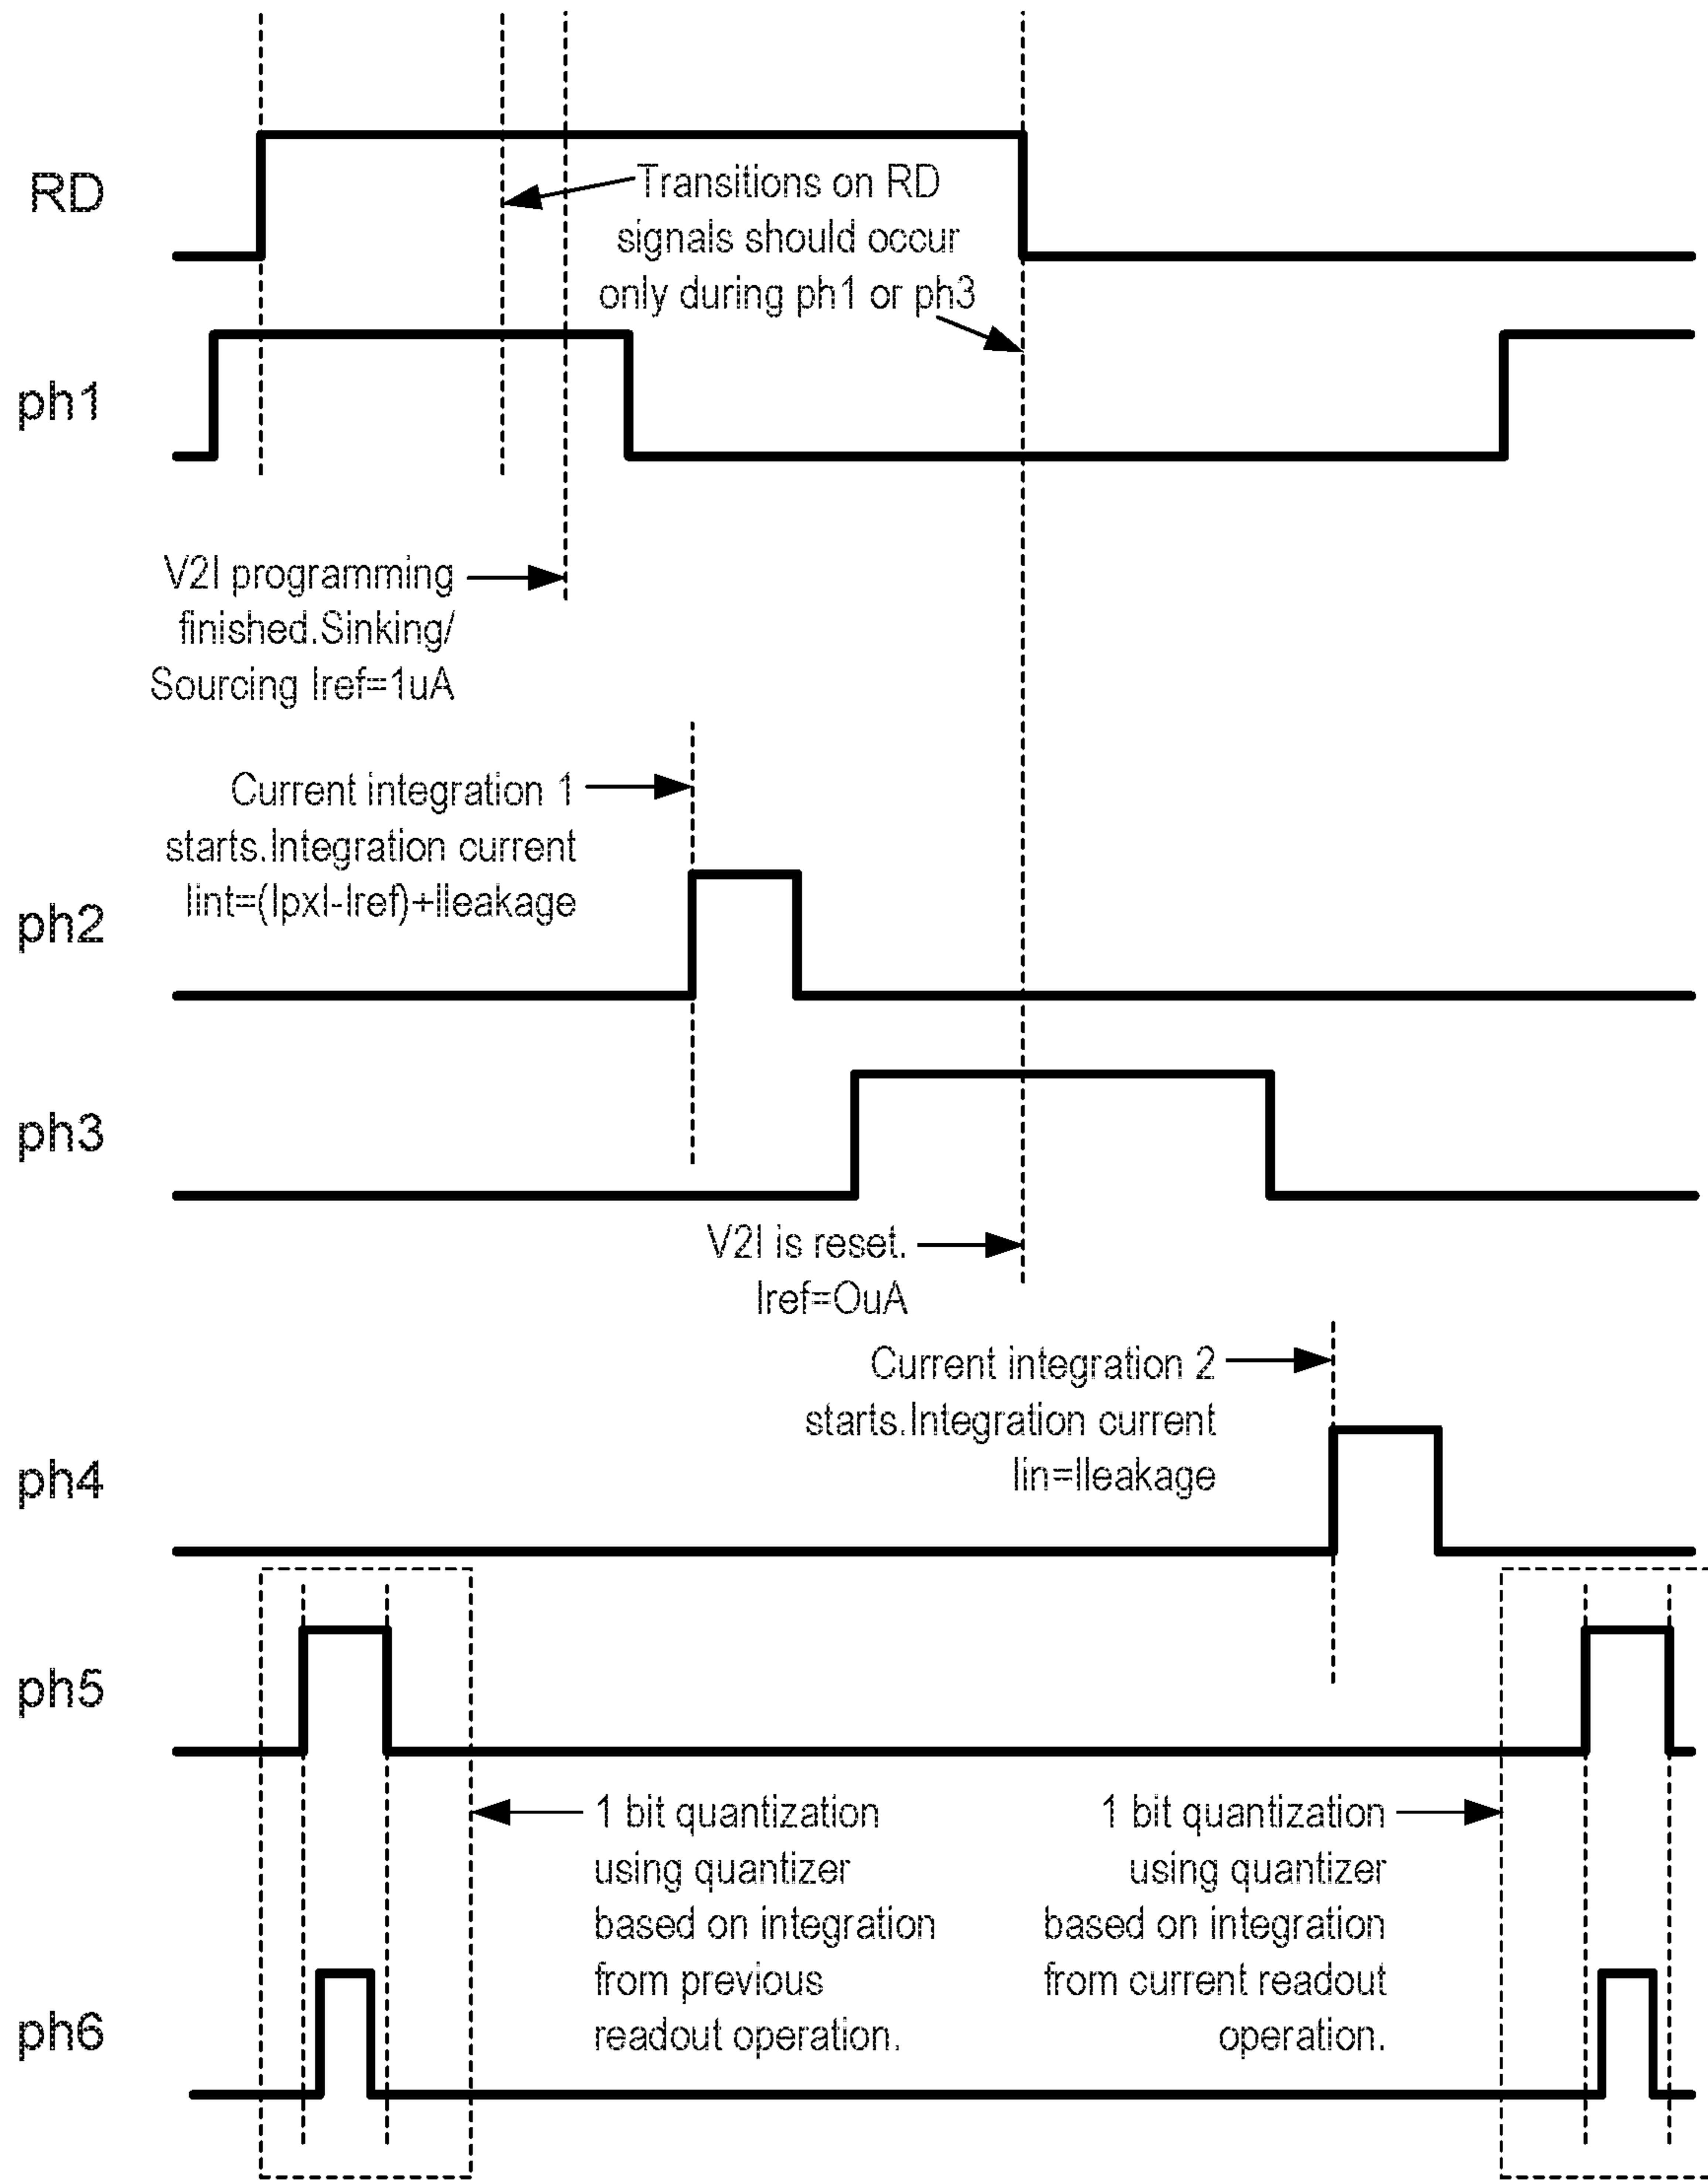 RD
Transitions on RD
signals should occur
only during ph1 or ph3
ph1
V2I programming
finished.Sinking/
Sourcing Iref=1uA
Current integration 1
starts.Integration current
Iint=(Ipxl-Iref)+Ileakage
ph2
ph3
V2I is reset.
Iref=OuA
Current integration 2
starts.Integration current
Iin=Ileakage
ph4
ph5
1 bit quantization
using quantizer
based on integration
from previous
readout operation.
1 bit quantization
using quantizer
based on integration
from current readout
operation.
ph6